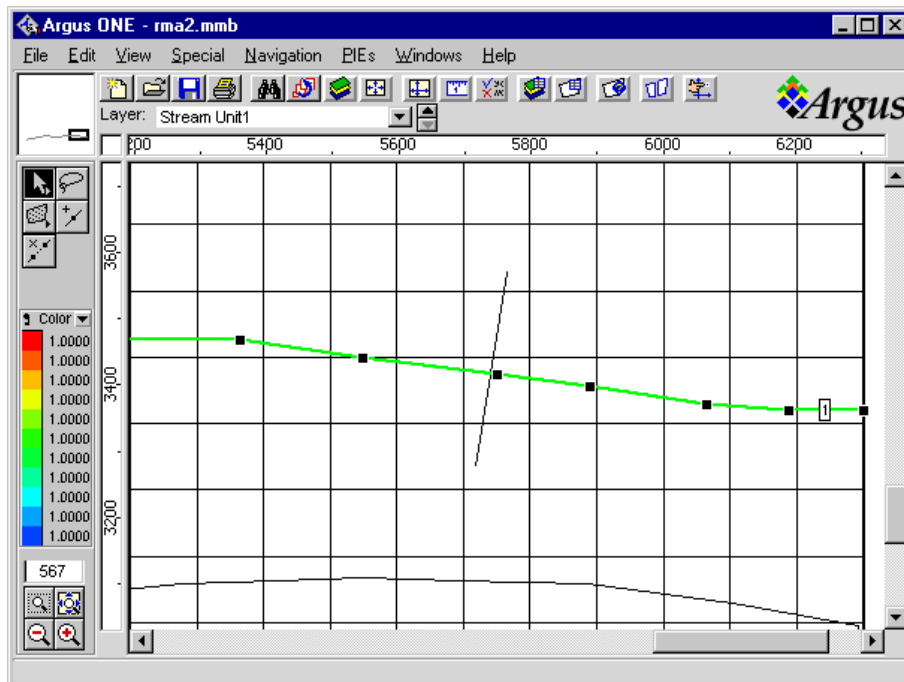 Argus ONE - rma2.mmb
File Edit View Special Navigation PIEs Windows Help
Layer: Stream Unit1
Argus
5400 5600 5800 6000 6200
3600
3400
3200
Color
1.0000
1.0000
1.0000
1.0000
1.0000
1.0000
1.0000
1.0000
1.0000
1.0000
1.0000
567
1